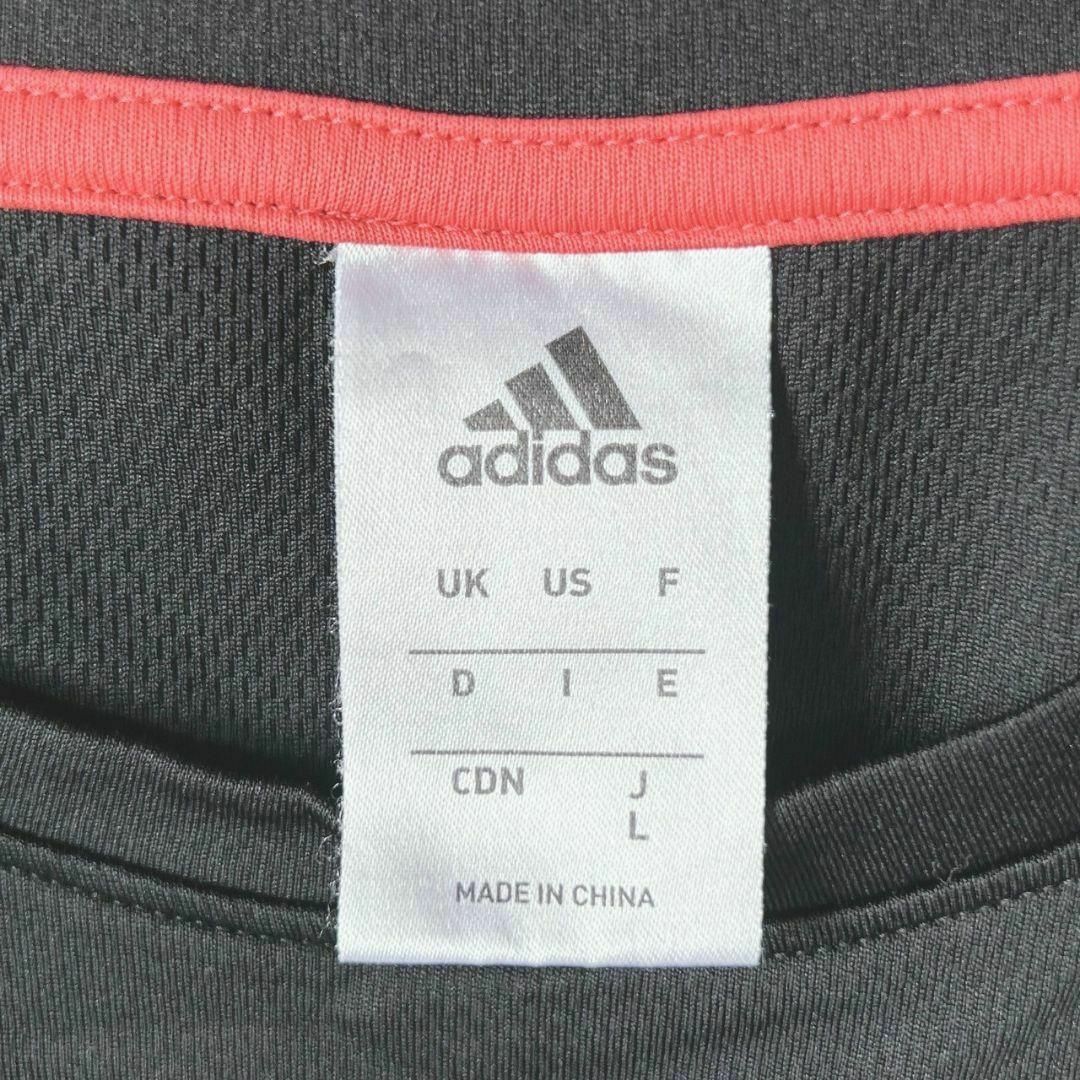 adidas
UK US F
D I E
CDN J
L
MADE IN CHINA